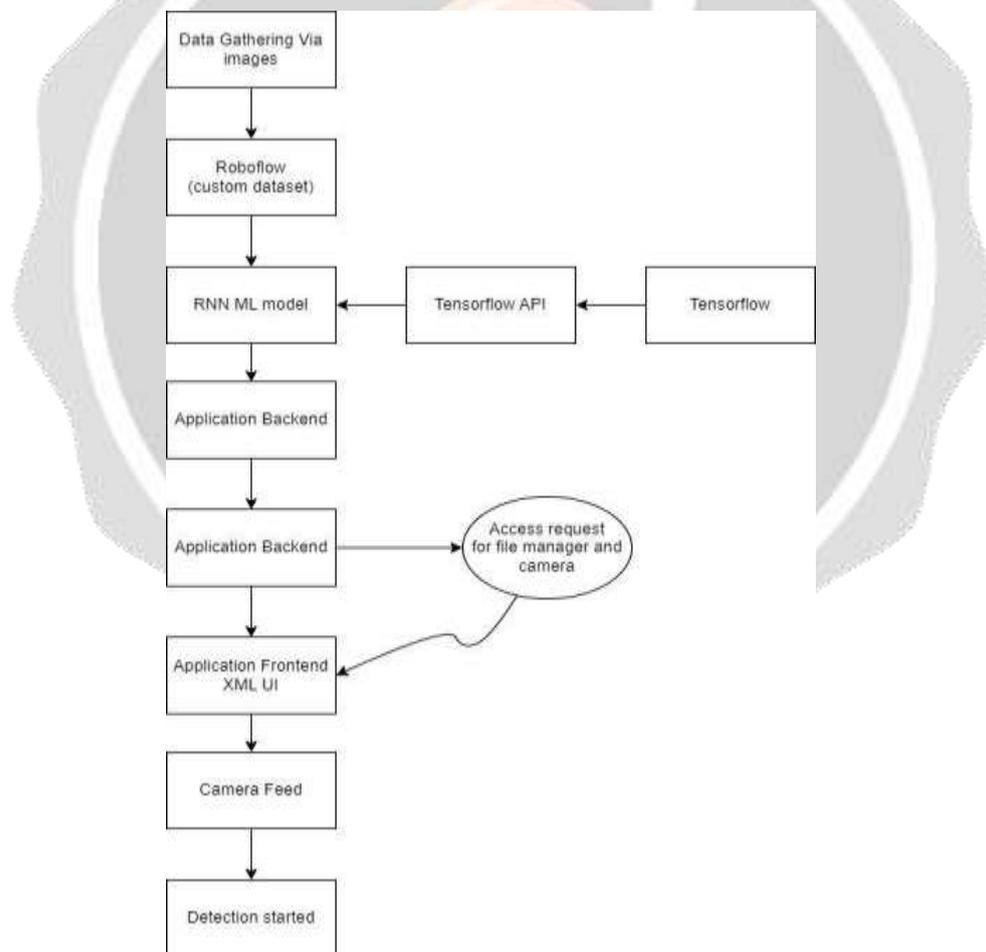 Data Gathering Via
images
Roboflow
(custom dataset)
RNN ML model
Tensorflow API
Tensorflow
Application Backend
Application Backend
Access request
for file manager and
camera
Application Frontend
XML UI
Camera Feed
Detection started